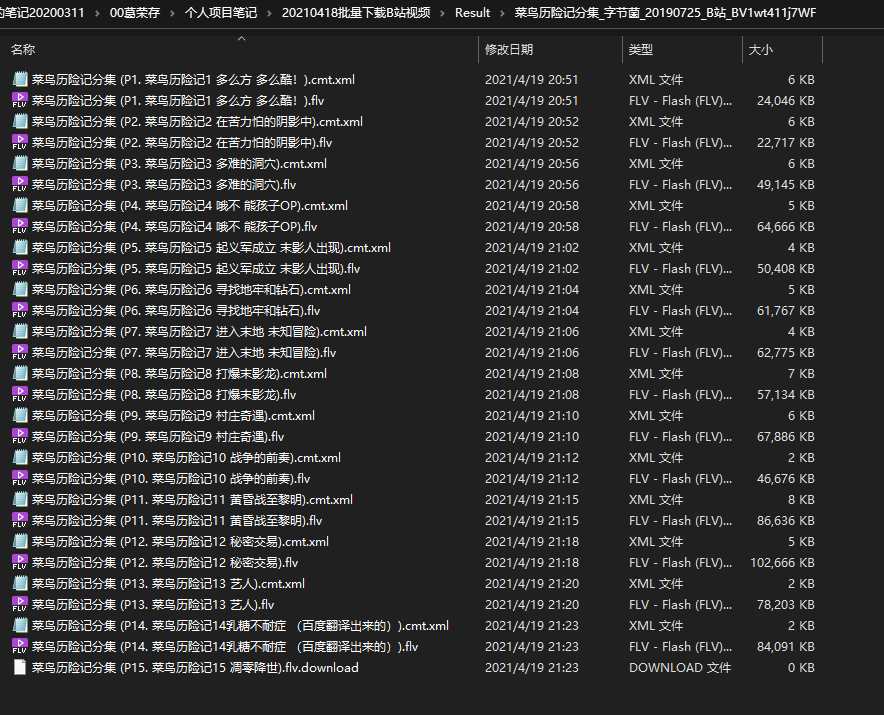 的笔记20200311 > 00墓荣存 > 个人项目笔记 > 20210418批量下载B站视频 > Result > 菜鸟历险记分集_字节菌_20190725_B站_BV1wt411j7WF
名称 修改日期 类型 大小
菜鸟历险记分集 (P1. 菜鸟历险记1 多么方 多么酷！).cmt.xml 2021/4/19 20:51 XML 文件 6 KB
菜鸟历险记分集 (P1. 菜鸟历险记1 多么方 多么酷！).flv 2021/4/19 20:51 FLV - Flash (FLV)... 24,046 KB
菜鸟历险记分集 (P2. 菜鸟历险记2 在苦力怕的阴影中).cmt.xml 2021/4/19 20:52 XML 文件 6 KB
菜鸟历险记分集 (P2. 菜鸟历险记2 在苦力怕的阴影中).flv 2021/4/19 20:52 FLV - Flash (FLV)... 22,717 KB
菜鸟历险记分集 (P3. 菜鸟历险记3 多难的洞穴).cmt.xml 2021/4/19 20:56 XML 文件 6 KB
菜鸟历险记分集 (P3. 菜鸟历险记3 多难的洞穴).flv 2021/4/19 20:56 FLV - Flash (FLV)... 49,145 KB
菜鸟历险记分集 (P4. 菜鸟历险记4 哦不 熊孩子OP).cmt.xml 2021/4/19 20:58 XML 文件 5 KB
菜鸟历险记分集 (P4. 菜鸟历险记4 哦不 熊孩子OP).flv 2021/4/19 20:58 FLV - Flash (FLV)... 64,666 KB
菜鸟历险记分集 (P5. 菜鸟历险记5 起义军成立 末影人出现).cmt.xml 2021/4/19 21:02 XML 文件 4 KB
菜鸟历险记分集 (P5. 菜鸟历险记5 起义军成立 末影人出现).flv 2021/4/19 21:02 FLV - Flash (FLV)... 50,408 KB
菜鸟历险记分集 (P6. 菜鸟历险记6 寻找地牢和钻石).cmt.xml 2021/4/19 21:04 XML 文件 5 KB
菜鸟历险记分集 (P6. 菜鸟历险记6 寻找地牢和钻石).flv 2021/4/19 21:04 FLV - Flash (FLV)... 61,767 KB
菜鸟历险记分集 (P7. 菜鸟历险记7 进入末地 未知冒险).cmt.xml 2021/4/19 21:06 XML 文件 4 KB
菜鸟历险记分集 (P7. 菜鸟历险记7 进入末地 未知冒险).flv 2021/4/19 21:06 FLV - Flash (FLV)... 62,775 KB
菜鸟历险记分集 (P8. 菜鸟历险记8 打爆末影龙).cmt.xml 2021/4/19 21:08 XML 文件 7 KB
菜鸟历险记分集 (P8. 菜鸟历险记8 打爆末影龙).flv 2021/4/19 21:08 FLV - Flash (FLV)... 57,134 KB
菜鸟历险记分集 (P9. 菜鸟历险记9 村庄奇遇).cmt.xml 2021/4/19 21:10 XML 文件 6 KB
菜鸟历险记分集 (P9. 菜鸟历险记9 村庄奇遇).flv 2021/4/19 21:10 FLV - Flash (FLV)... 67,886 KB
菜鸟历险记分集 (P10. 菜鸟历险记10 战争的前奏).cmt.xml 2021/4/19 21:12 XML 文件 2 KB
菜鸟历险记分集 (P10. 菜鸟历险记10 战争的前奏).flv 2021/4/19 21:12 FLV - Flash (FLV)... 46,676 KB
菜鸟历险记分集 (P11. 菜鸟历险记11 黄昏战至黎明).cmt.xml 2021/4/19 21:15 XML 文件 8 KB
菜鸟历险记分集 (P11. 菜鸟历险记11 黄昏战至黎明).flv 2021/4/19 21:15 FLV - Flash (FLV)... 86,636 KB
菜鸟历险记分集 (P12. 菜鸟历险记12 秘密交易).cmt.xml 2021/4/19 21:18 XML 文件 5 KB
菜鸟历险记分集 (P12. 菜鸟历险记12 秘密交易).flv 2021/4/19 21:18 FLV - Flash (FLV)... 102,666 KB
菜鸟历险记分集 (P13. 菜鸟历险记13 艺人).cmt.xml 2021/4/19 21:20 XML 文件 2 KB
菜鸟历险记分集 (P13. 菜鸟历险记13 艺人).flv 2021/4/19 21:20 FLV - Flash (FLV)... 78,203 KB
菜鸟历险记分集 (P14. 菜鸟历险记14乳糖不耐症 （百度翻译出来的）).cmt.xml 2021/4/19 21:23 XML 文件 2 KB
菜鸟历险记分集 (P14. 菜鸟历险记14乳糖不耐症 （百度翻译出来的）).flv 2021/4/19 21:23 FLV - Flash (FLV)... 84,091 KB
菜鸟历险记分集 (P15. 菜鸟历险记15 凋零降世).flv.download 2021/4/19 21:23 DOWNLOAD 文件 0 KB